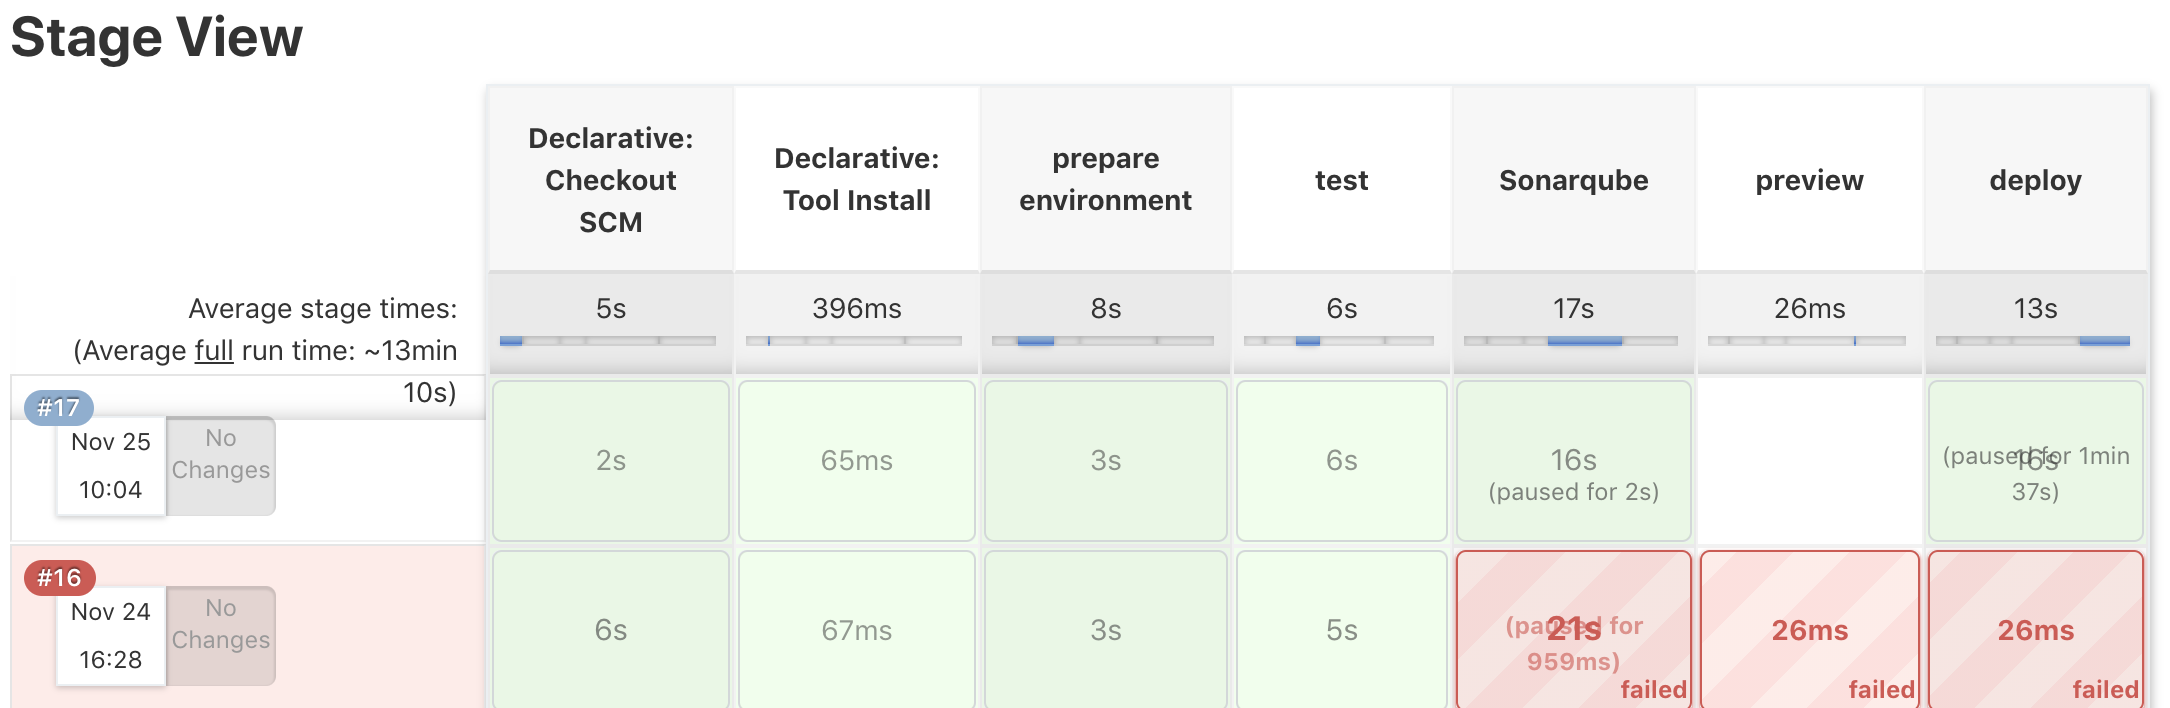 Stage View
Declarative:
Checkout
SCM
Declarative:
Tool Install
prepare
environment
test
Sonarqube
preview
deploy
Average stage times:
(Average full run time: ~13min
10s)
5s
396ms
8s
6s
17s
26ms
13s
#17
Nov 25
10:04
No
Changes
2s
65ms
3s
6s
16s
(paused for 2s)
16s
(paused for 1min
37s)
#16
Nov 24
16:28
No
Changes
6s
67ms
3s
5s
21s
(paused for
959ms)
failed
26ms
failed
26ms
failed